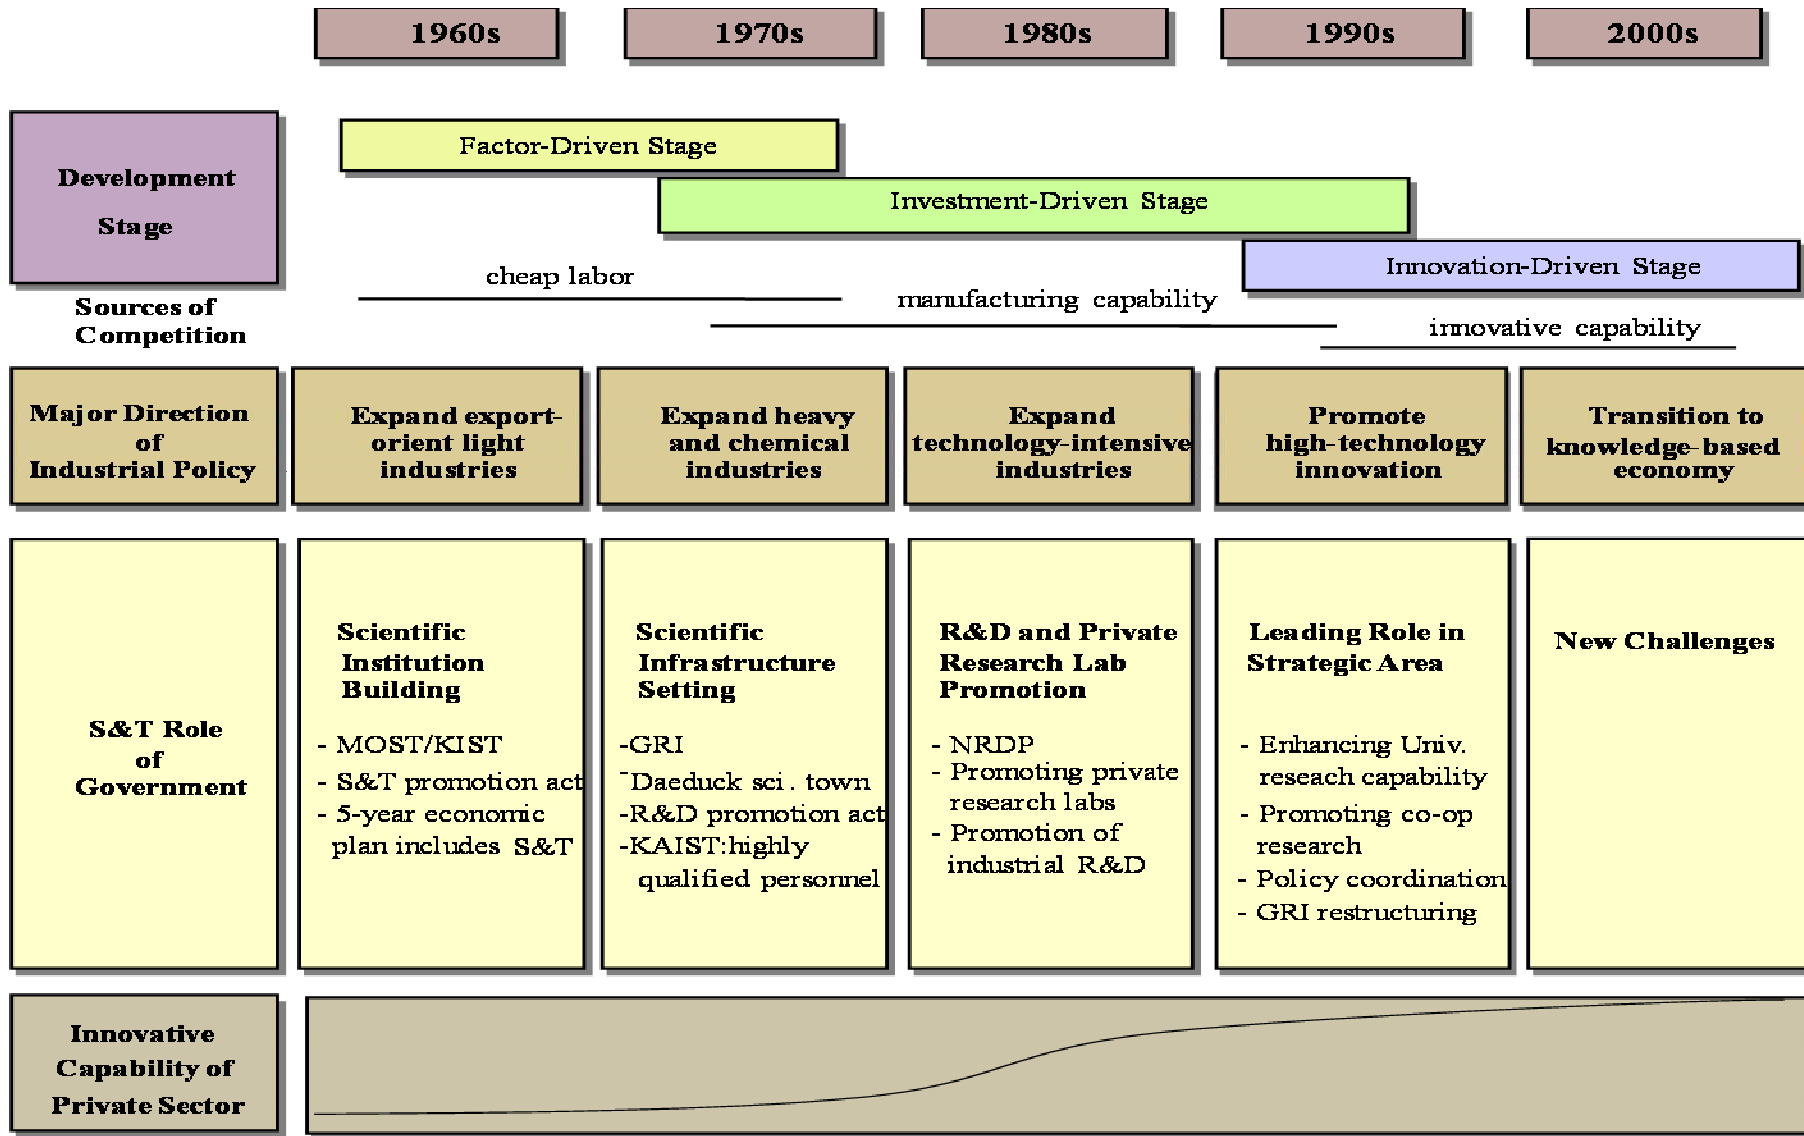 1960s
1970s
1980s
1990s
2000s
Development
Stage
Factor-Driven Stage
Investment-Driven Stage
Innovation-Driven Stage
Sources of
Competition
cheap labor
manufacturing capability
innovative capability
Major Direction
of
Industrial Policy
Expand export-
orient light
industries
Expand heavy
and chemical
industries
Expand
technology-intensive
industries
Promote
high-technology
innovation
Transition to
knowledge-based
economy
S&T Role
of
Government
Scientific
Institution
Building
- MOST/KIST
- S&T promotion act
- 5-year economic
plan includes S&T
Scientific
Infrastructure
Setting
-GRI
-Daeduck sci. town
-R&D promotion act
-KAIST:highly
qualified personnel
R&D and Private
Research Lab
Promotion
- NRDP
- Promoting private
research labs
- Promotion of
industrial R&D
Leading Role in
Strategic Area
- Enhancing Univ.
reseach capability
- Promoting co-op
research
- Policy coordination
- GRI restructuring
New Challenges
Innovative
Capability of
Private Sector